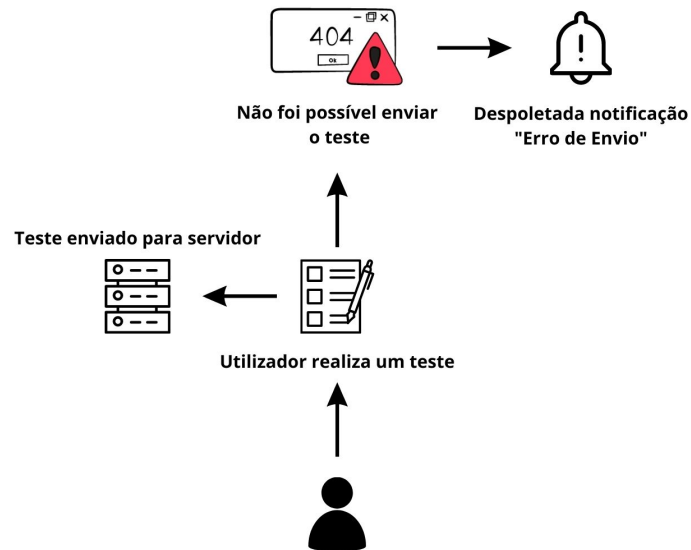 404
Ok
Não foi possível enviar
o teste
Despoletada notificação
"Erro de Envio"
Teste enviado para servidor
Utilizador realiza um teste